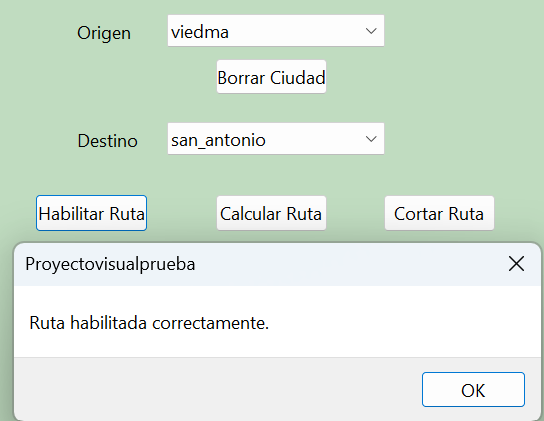 Origen viedma
Borrar Ciudad
Destino san_antonio
Habilitar Ruta Calcular Ruta Cortar Ruta
Proyectovisualprueba
Ruta habilitada correctamente.
OK